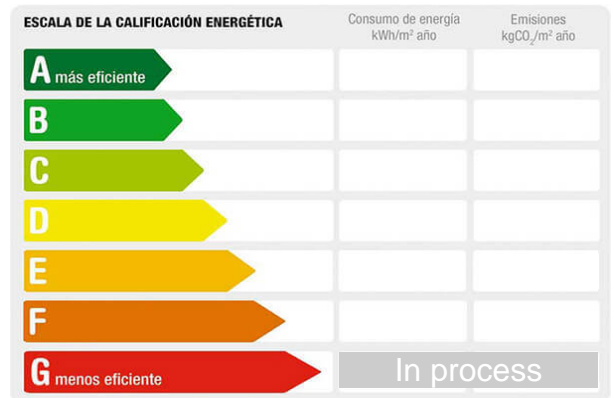 ESCALA DE LA CALIFICACIÓN ENERGÉTICA
Consumo de energía
kWh/m² año
Emisiones
kgCO₂/m² año
A más eficiente
B
C
D
E
F
G menos eficiente
In process